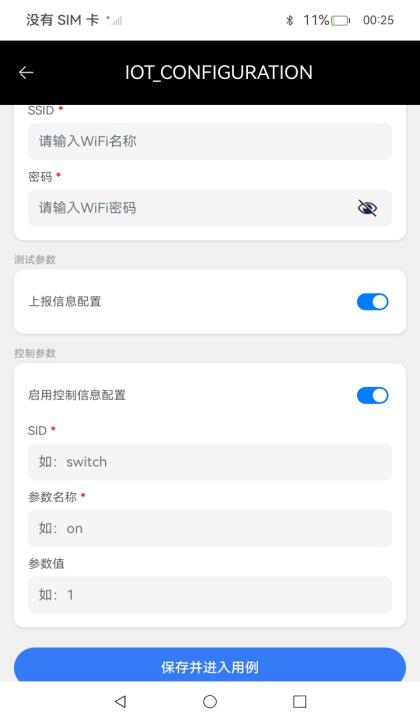 没有 SIM 卡
11%
00:25
IOT_CONFIGURATION
SSID *
请输入WiFi名称
密码 *
请输入WiFi密码
测试参数
上报信息配置
控制参数
启用控制信息配置
SID *
如：switch
参数名称 *
如：on
参数值
如：1
保存并进入用例